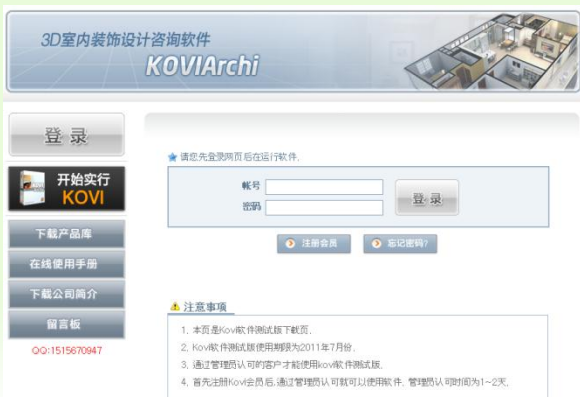 3D室内装饰设计咨询软件
KOVIArchi
登 录
开始实行
KOVI
下载产品库
在线使用手册
下载公司简介
留言板
QQ:1515670947
请您先登录网页后在运行软件.
帐号
密码
登 录
注册会员
忘记密码?
注意事项
1. 本页是Kovi软件测试版下载页.
2. Kovi软件测试版使用期限为2011年7月份.
3. 通过管理员认可的客户才能使用kovi软件测试版.
4. 首先注册Kovi会员后,通过管理员认可就可以使用软件. 管理员认可时间为1~2天.